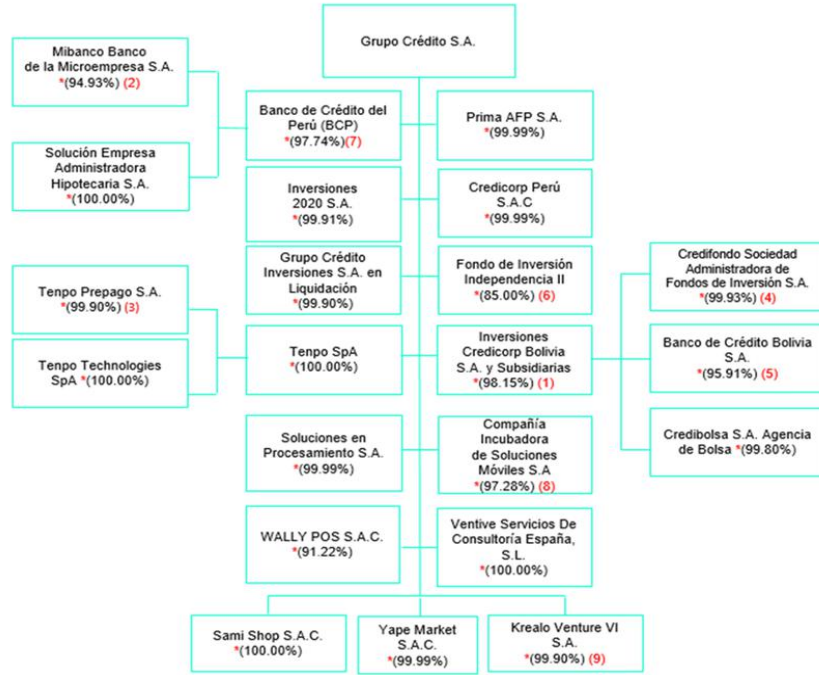 Grupo Crédito S.A.
Mibanco Banco
de la Microempresa S.A.
*(94.93%) (2)
Solución Empresa
Administradora
Hipotecaria S.A.
*(100.00%)
Banco de Crédito del
Perú (BCP)
*(97.74%)(7)
Prima AFP S.A.
*(99.99%)
Inversiones
2020 S.A.
*(99.91%)
Credicorp Perú
S.A.C
*(99.99%)
Grupo Crédito
Inversiones S.A. en
Liquidación
*(99.90%)
Fondo de Inversión
Independencia II
*(85.00%) (6)
Tenpo Prepago S.A.
*(99.90%) (3)
Tenpo Technologies
SpA *(100.00%)
Tenpo SpA
*(100.00%)
Inversiones
Credicorp Bolivia
S.A. y Subsidiarias
*(98.15%) (1)
Credifondo Sociedad
Administradora de
Fondos de Inversión S.A.
*(99.93%) (4)
Banco de Crédito Bolivia
S.A.
*(95.91%) (5)
Credibolsa S.A. Agencia
de Bolsa *(99.80%)
Soluciones en
Procesamiento S.A.
*(99.99%)
Compañía
Incubadora
de Soluciones
Móviles S.A
*(97.28%) (8)
WALLY POS S.A.C.
*(91.22%)
Ventive Servicios De
Consultoría España,
S.L.
*(100.00%)
Sami Shop S.A.C.
*(100.00%)
Yape Market
S.A.C.
*(99.99%)
Krealo Venture VI
S.A.
*(99.90%) (9)